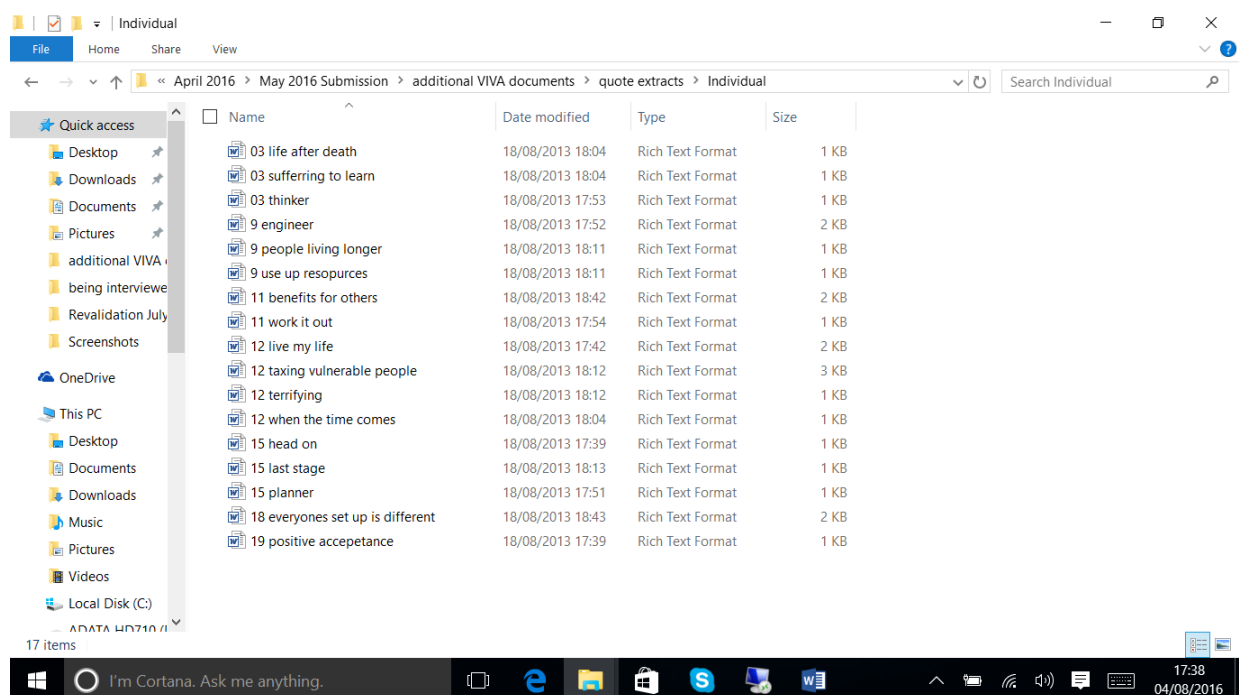 Individual
File Home Share View
« April 2016 > May 2016 Submission > additional VIVA documents > quote extracts > Individual
Search Individual
Quick access
Desktop
Downloads
Documents
Pictures
additional VIVA
being interviewe
Revalidation July
Screenshots
OneDrive
This PC
Desktop
Documents
Downloads
Music
Pictures
Videos
Local Disk (C:)
ADATA HD710 (
Name Date modified Type Size
03 life after death 18/08/2013 18:04 Rich Text Format 1 KB
03 sufferring to learn 18/08/2013 18:04 Rich Text Format 1 KB
03 thinker 18/08/2013 17:53 Rich Text Format 1 KB
9 engineer 18/08/2013 17:52 Rich Text Format 2 KB
9 people living longer 18/08/2013 18:11 Rich Text Format 1 KB
9 use up resopurces 18/08/2013 18:11 Rich Text Format 1 KB
11 benefits for others 18/08/2013 18:42 Rich Text Format 2 KB
11 work it out 18/08/2013 17:54 Rich Text Format 1 KB
12 live my life 18/08/2013 17:42 Rich Text Format 2 KB
12 taxing vulnerable people 18/08/2013 18:12 Rich Text Format 3 KB
12 terrifying 18/08/2013 18:12 Rich Text Format 1 KB
12 when the time comes 18/08/2013 18:04 Rich Text Format 1 KB
15 head on 18/08/2013 17:39 Rich Text Format 1 KB
15 last stage 18/08/2013 18:13 Rich Text Format 1 KB
15 planner 18/08/2013 17:51 Rich Text Format 1 KB
18 everyones set up is different 18/08/2013 18:43 Rich Text Format 2 KB
19 positive accepetance 18/08/2013 17:39 Rich Text Format 1 KB
17 items
I'm Cortana. Ask me anything.
17:38
04/08/2016